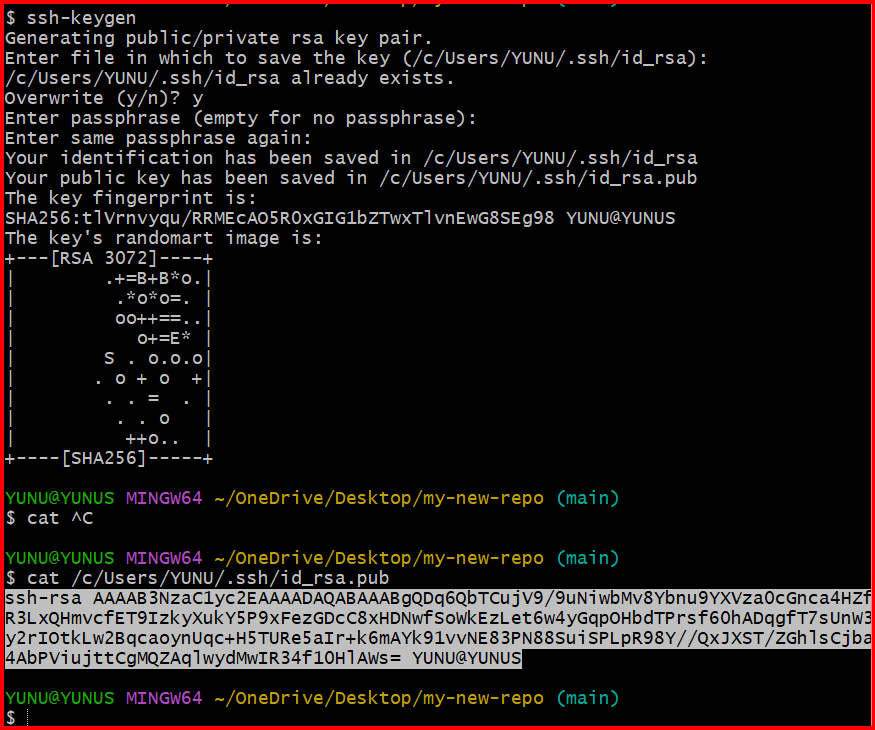 $ ssh-keygen
Generating public/private rsa key pair.
Enter file in which to save the key (/c/Users/YUNU/.ssh/id_rsa):
/c/Users/YUNU/.ssh/id_rsa already exists.
Overwrite (y/n)? y
Enter passphrase (empty for no passphrase):
Enter same passphrase again:
Your identification has been saved in /c/Users/YUNU/.ssh/id_rsa
Your public key has been saved in /c/Users/YUNU/.ssh/id_rsa.pub
The key fingerprint is:
SHA256:tlVrnvyqu/RRMEcAO5R0xGIG1bZTwxTlvnEwG8SEg98 YUNU@YUNUS
The key's randomart image is:
+---[RSA 3072]----+
|        .+=B+B*o.|
|         .*o*o=. |
|         oo++==..|
|           o+=E* |
|        S . o.o.o|
|       . o + o  +|
|        . . =  . |
|         . . o   |
|          ++o..  |
+----[SHA256]-----+
YUNU@YUNUS MINGW64 ~/OneDrive/Desktop/my-new-repo (main)
$ cat ^C
YUNU@YUNUS MINGW64 ~/OneDrive/Desktop/my-new-repo (main)
$ cat /c/Users/YUNU/.ssh/id_rsa.pub
ssh-rsa AAAAB3NzaC1yc2EAAAADAQABAAABgQDq6QbTCujV9/9uNiwbMv8Ybnu9YXVza0cGnca4HZf
R3LxQHmvcfET9IzkyXukY5P9xFezGDcC8xHDNwfSoWkEzLet6w4yGqpOHbdTPrsf60hADqgfT7sUnW3
y2rIOtkLw2Bqcaoynuqc+H5TURe5aIr+k6mAYk91vvNE83PN88SuiSPLpR98Y//QxJXST/ZGhlsCjba
4AbPViujttCgMQZAqlwydMwIR34f10HlAWs= YUNU@YUNUS
YUNU@YUNUS MINGW64 ~/OneDrive/Desktop/my-new-repo (main)
$